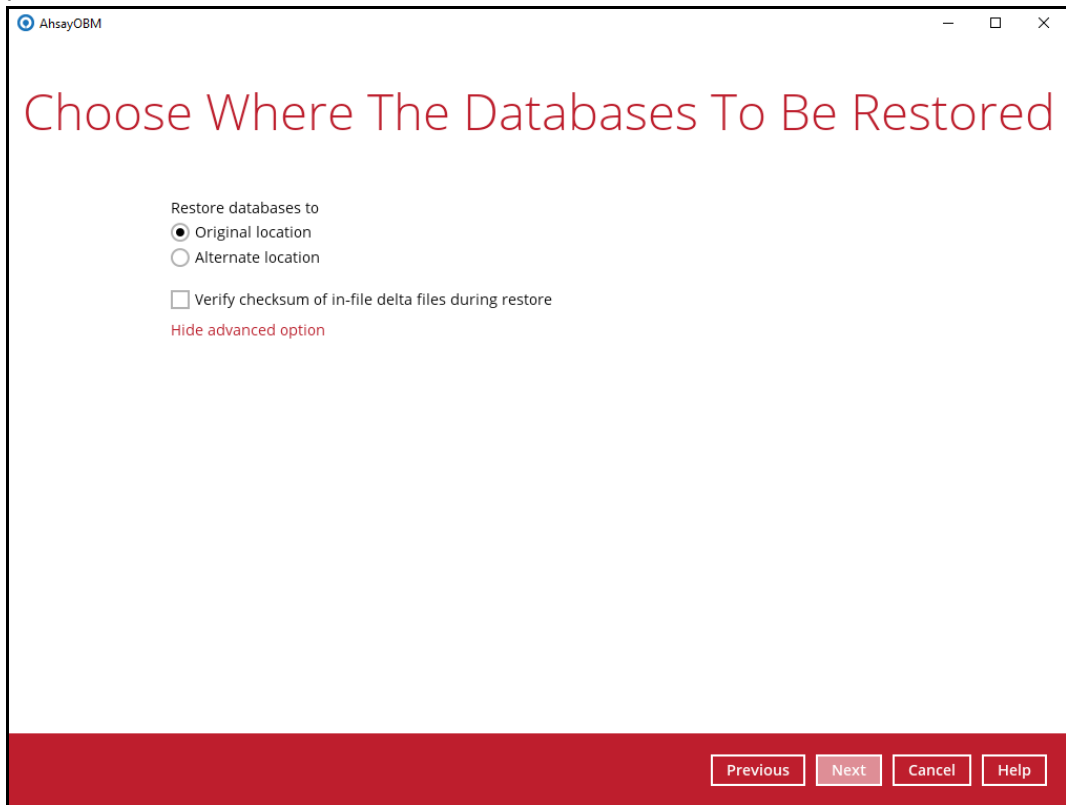 AhsayOBM
Choose Where The Databases To Be Restored
Restore databases to
Original location
Alternate location
Verify checksum of in-file delta files during restore
Hide advanced option
Previous Next Cancel Help